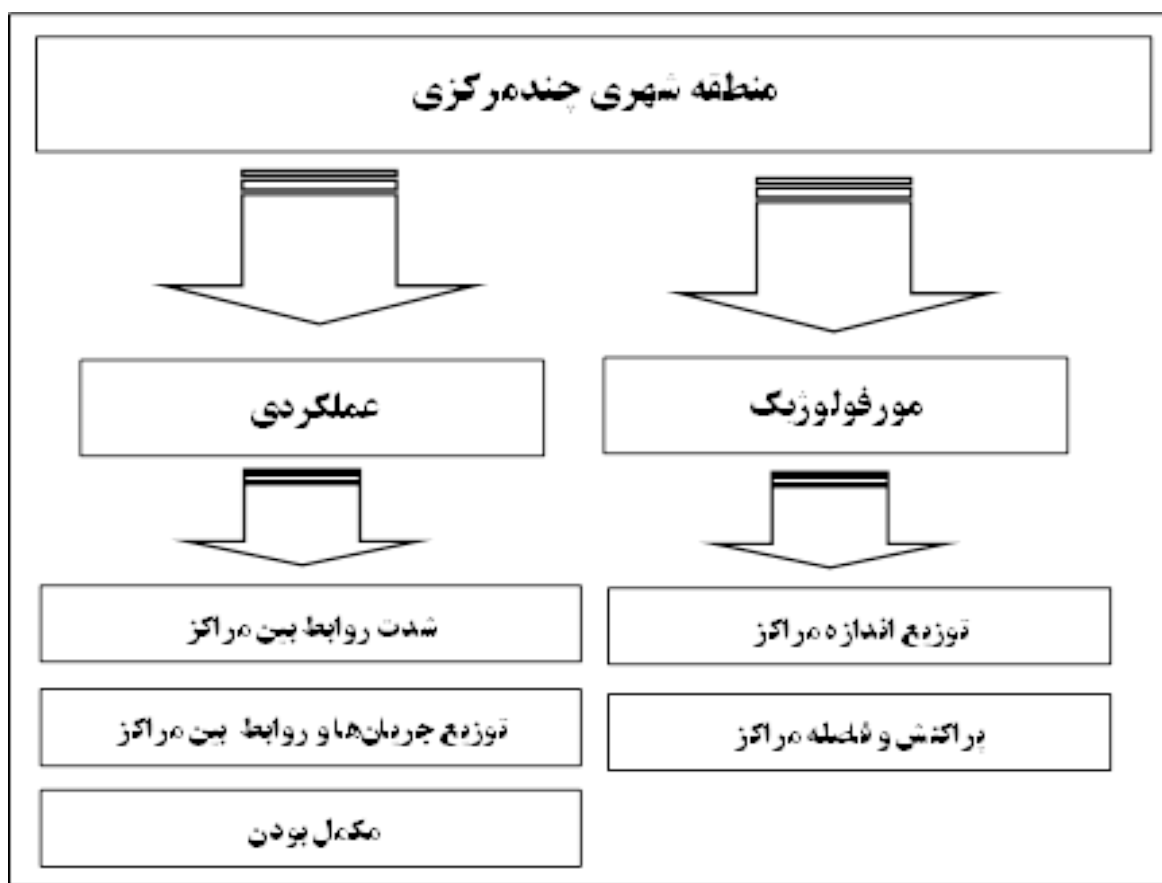 منطقه شهری چندمرکزی
مورفولوژیک
عملکردی
توزیع اندازه مراکز
پراکنش و فاصله مراکز
شدت روابط بین مراکز
توزیع جریان‌ها و روابط بین مراکز
مکمل بودن